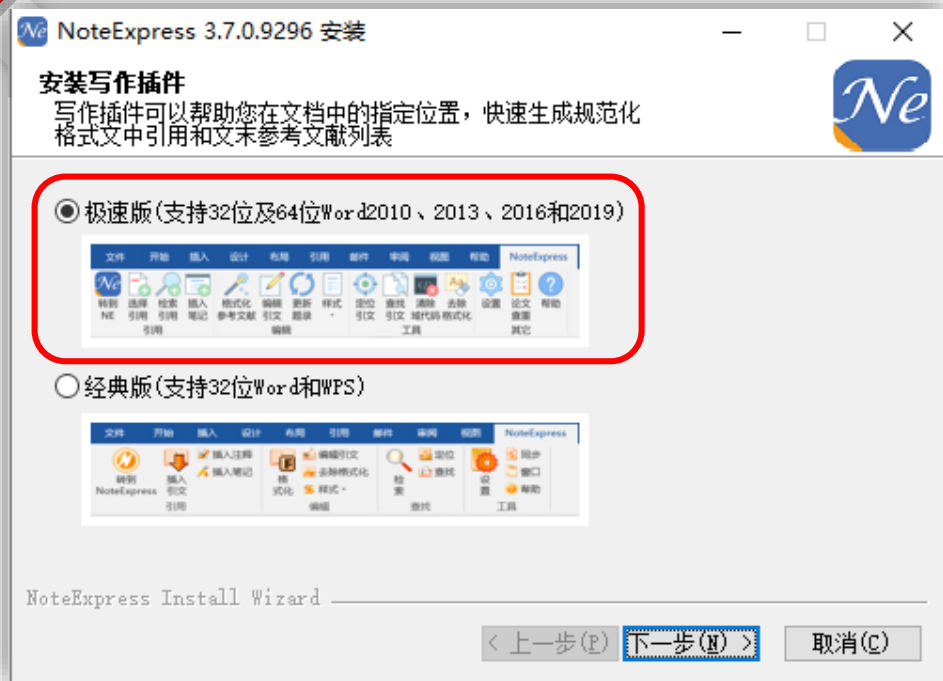 Ne NoteExpress 3.7.0.9296 安装
安装写作插件
写作插件可以帮助您在文档中的指定位置，快速生成规范化
格式文中引用和文末参考文献列表
Ne
极速版(支持32位及64位Word2010、2013、2016和2019)
文件 开始 插入 设计 布局 引用 邮件 审阅 视图 帮助 NoteExpress
Ne
转到 选择 检索 插入 格式化 编辑 更新 样式 定位 查找 清除 去除 设置 论文 帮助
NE 引用 引用 笔记 参考文献 引文 题录 引文 引文 域代码 格式化 查重
引用 编辑 工具 其它
经典版(支持32位Word和WPS)
文件 开始 插入 设计 布局 引用 邮件 审阅 视图 NoteExpress
插入注释 编辑引文 定位 同步
转到 插入 插入笔记 格 去除格式化 检 查找 设 窗口
NoteExpress 引文 式化 样式 索 置 帮助
引用 编辑 查找 工具
NoteExpress Install Wizard
< 上一步(P) 下一步(N) > 取消(C)